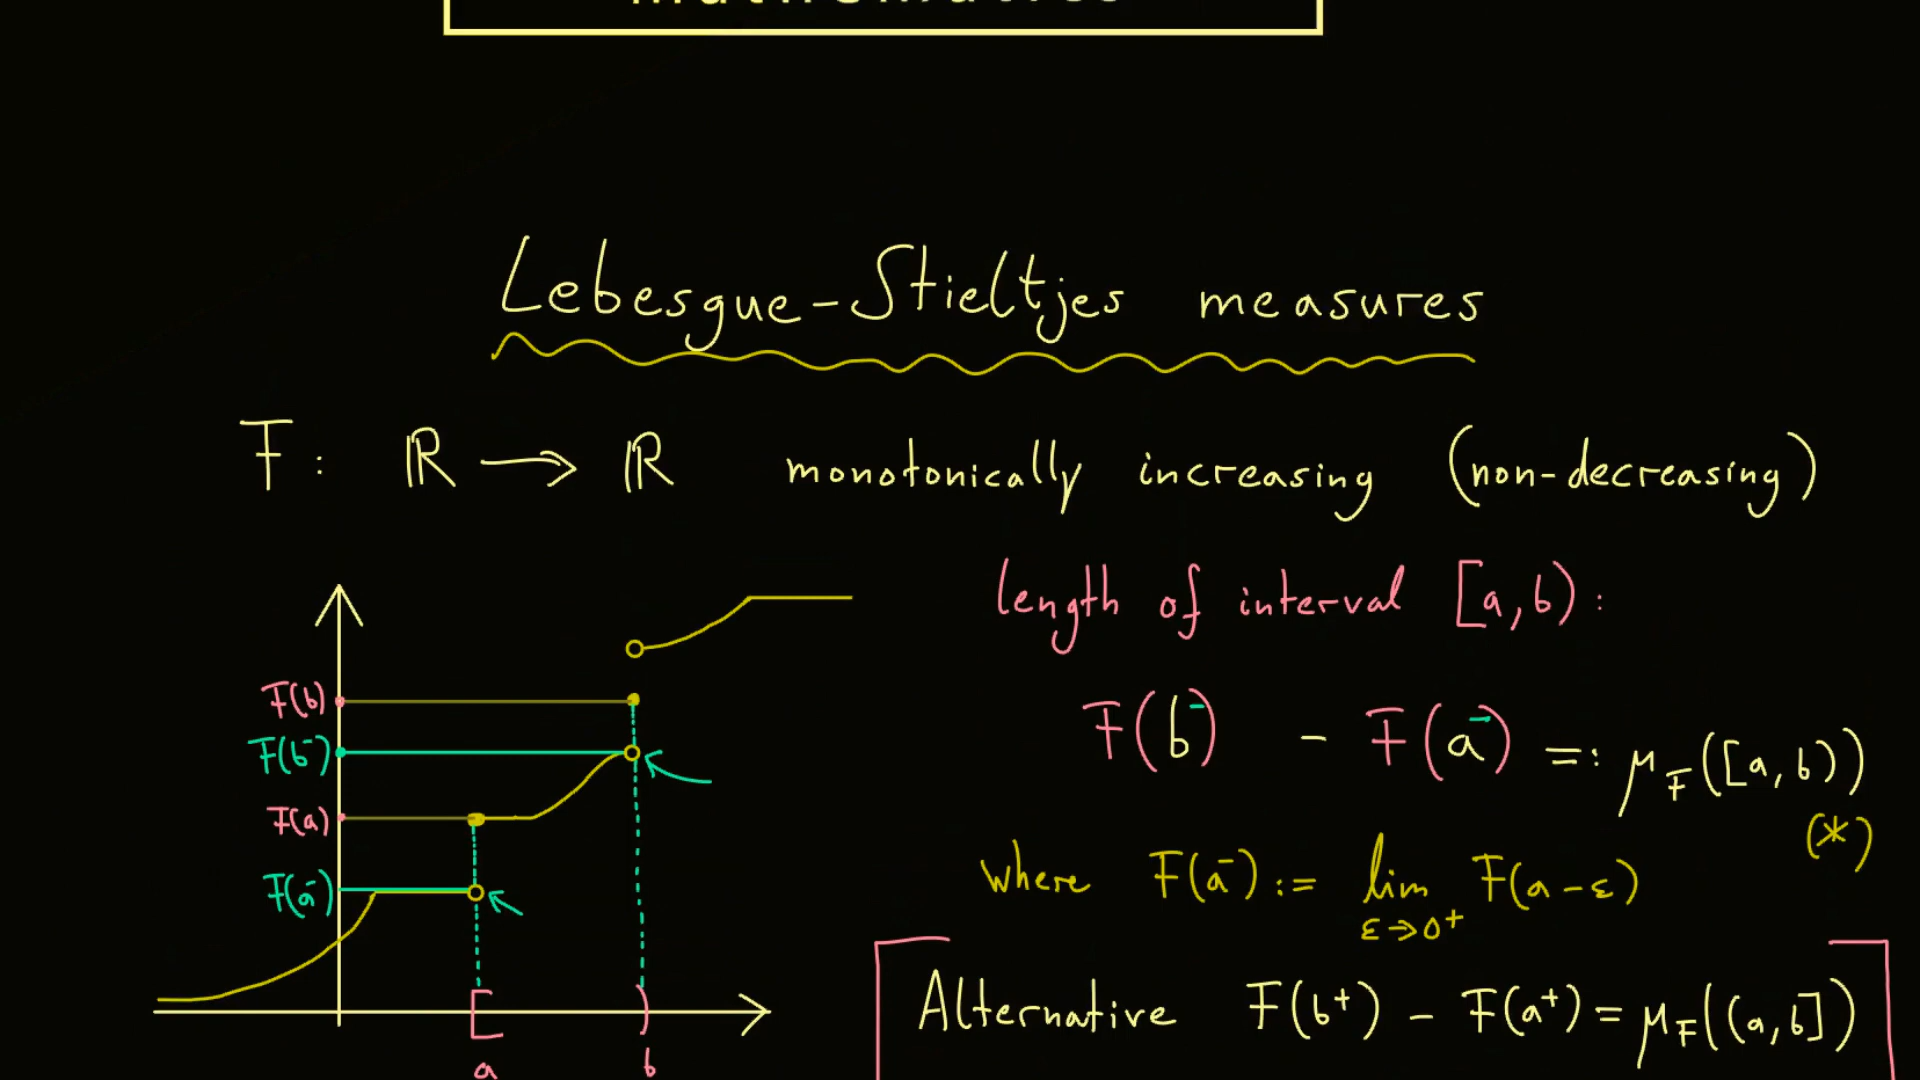 Lebesgue-Stieltjes measures
F: ℝ ⟶ ℝ monotonically increasing (non-decreasing)
length of interval [a,b):
F(b⁻) - F(a⁻) =: μ_F([a,b))
(*)
where F(a⁻) := lim_{ε→0⁺} F(a-ε)
Alternative F(b⁺) - F(a⁺) = μ_F((a,b])
F(b)
F(b⁻)
F(a)
F(a⁻)
[ )
a b